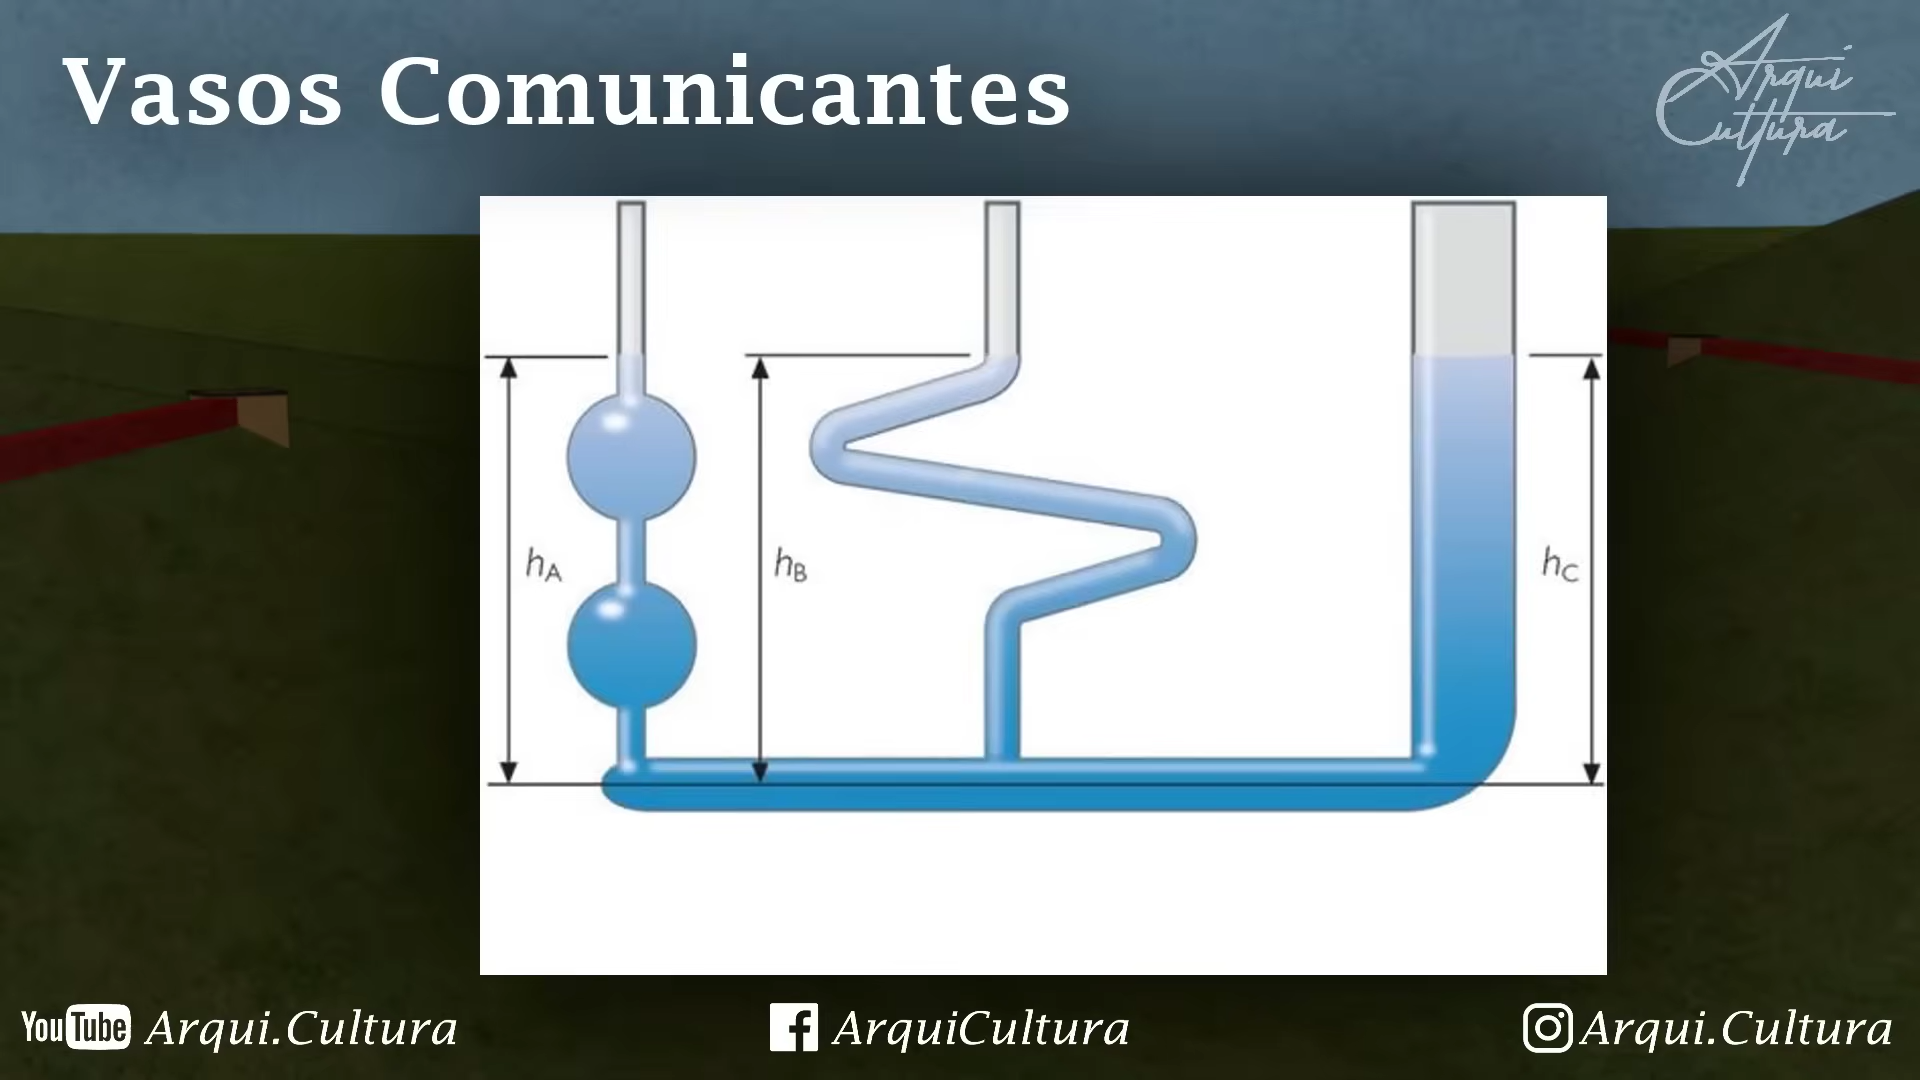 Vasos Comunicantes
Arqui
Cultura
hA
hB
hC
YouTube Arqui.Cultura
ArquiCultura
Arqui.Cultura